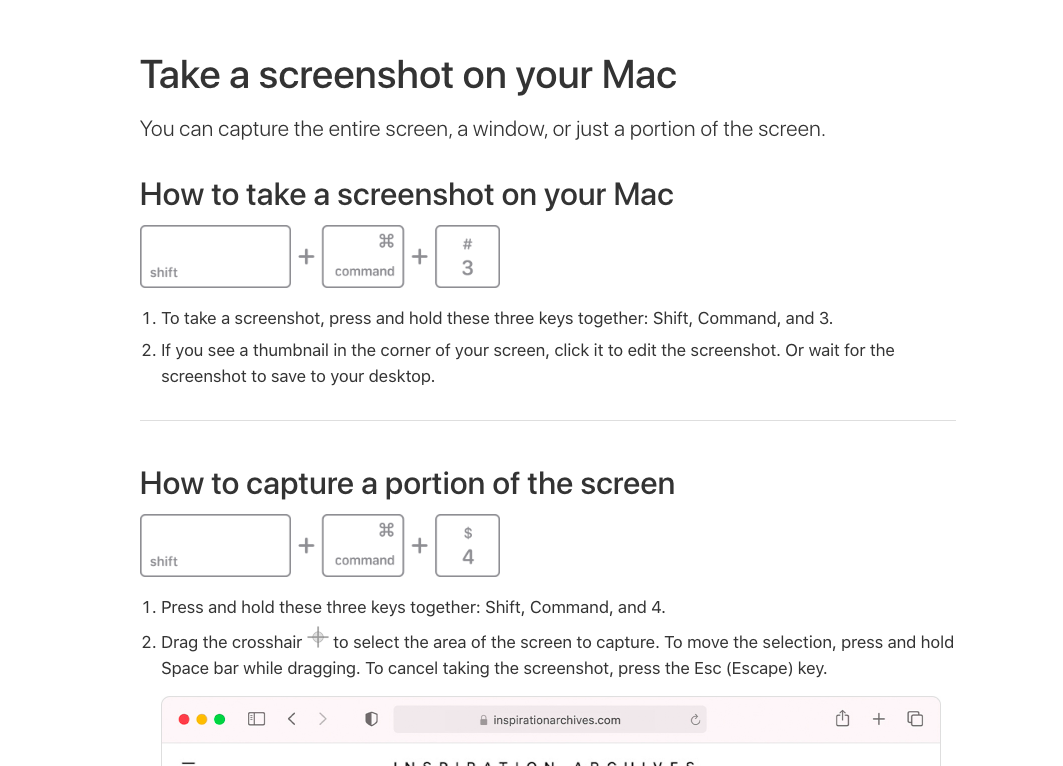 Take a screenshot on your Mac
You can capture the entire screen, a window, or just a portion of the screen.
How to take a screenshot on your Mac
shift + ⌘ command + # 3
1. To take a screenshot, press and hold these three keys together: Shift, Command, and 3.
2. If you see a thumbnail in the corner of your screen, click it to edit the screenshot. Or wait for the
screenshot to save to your desktop.
How to capture a portion of the screen
shift + ⌘ command + $ 4
1. Press and hold these three keys together: Shift, Command, and 4.
2. Drag the crosshair to select the area of the screen to capture. To move the selection, press and hold
Space bar while dragging. To cancel taking the screenshot, press the Esc (Escape) key.
inspirationarchives.com
INSPIRATION ARCHIVES